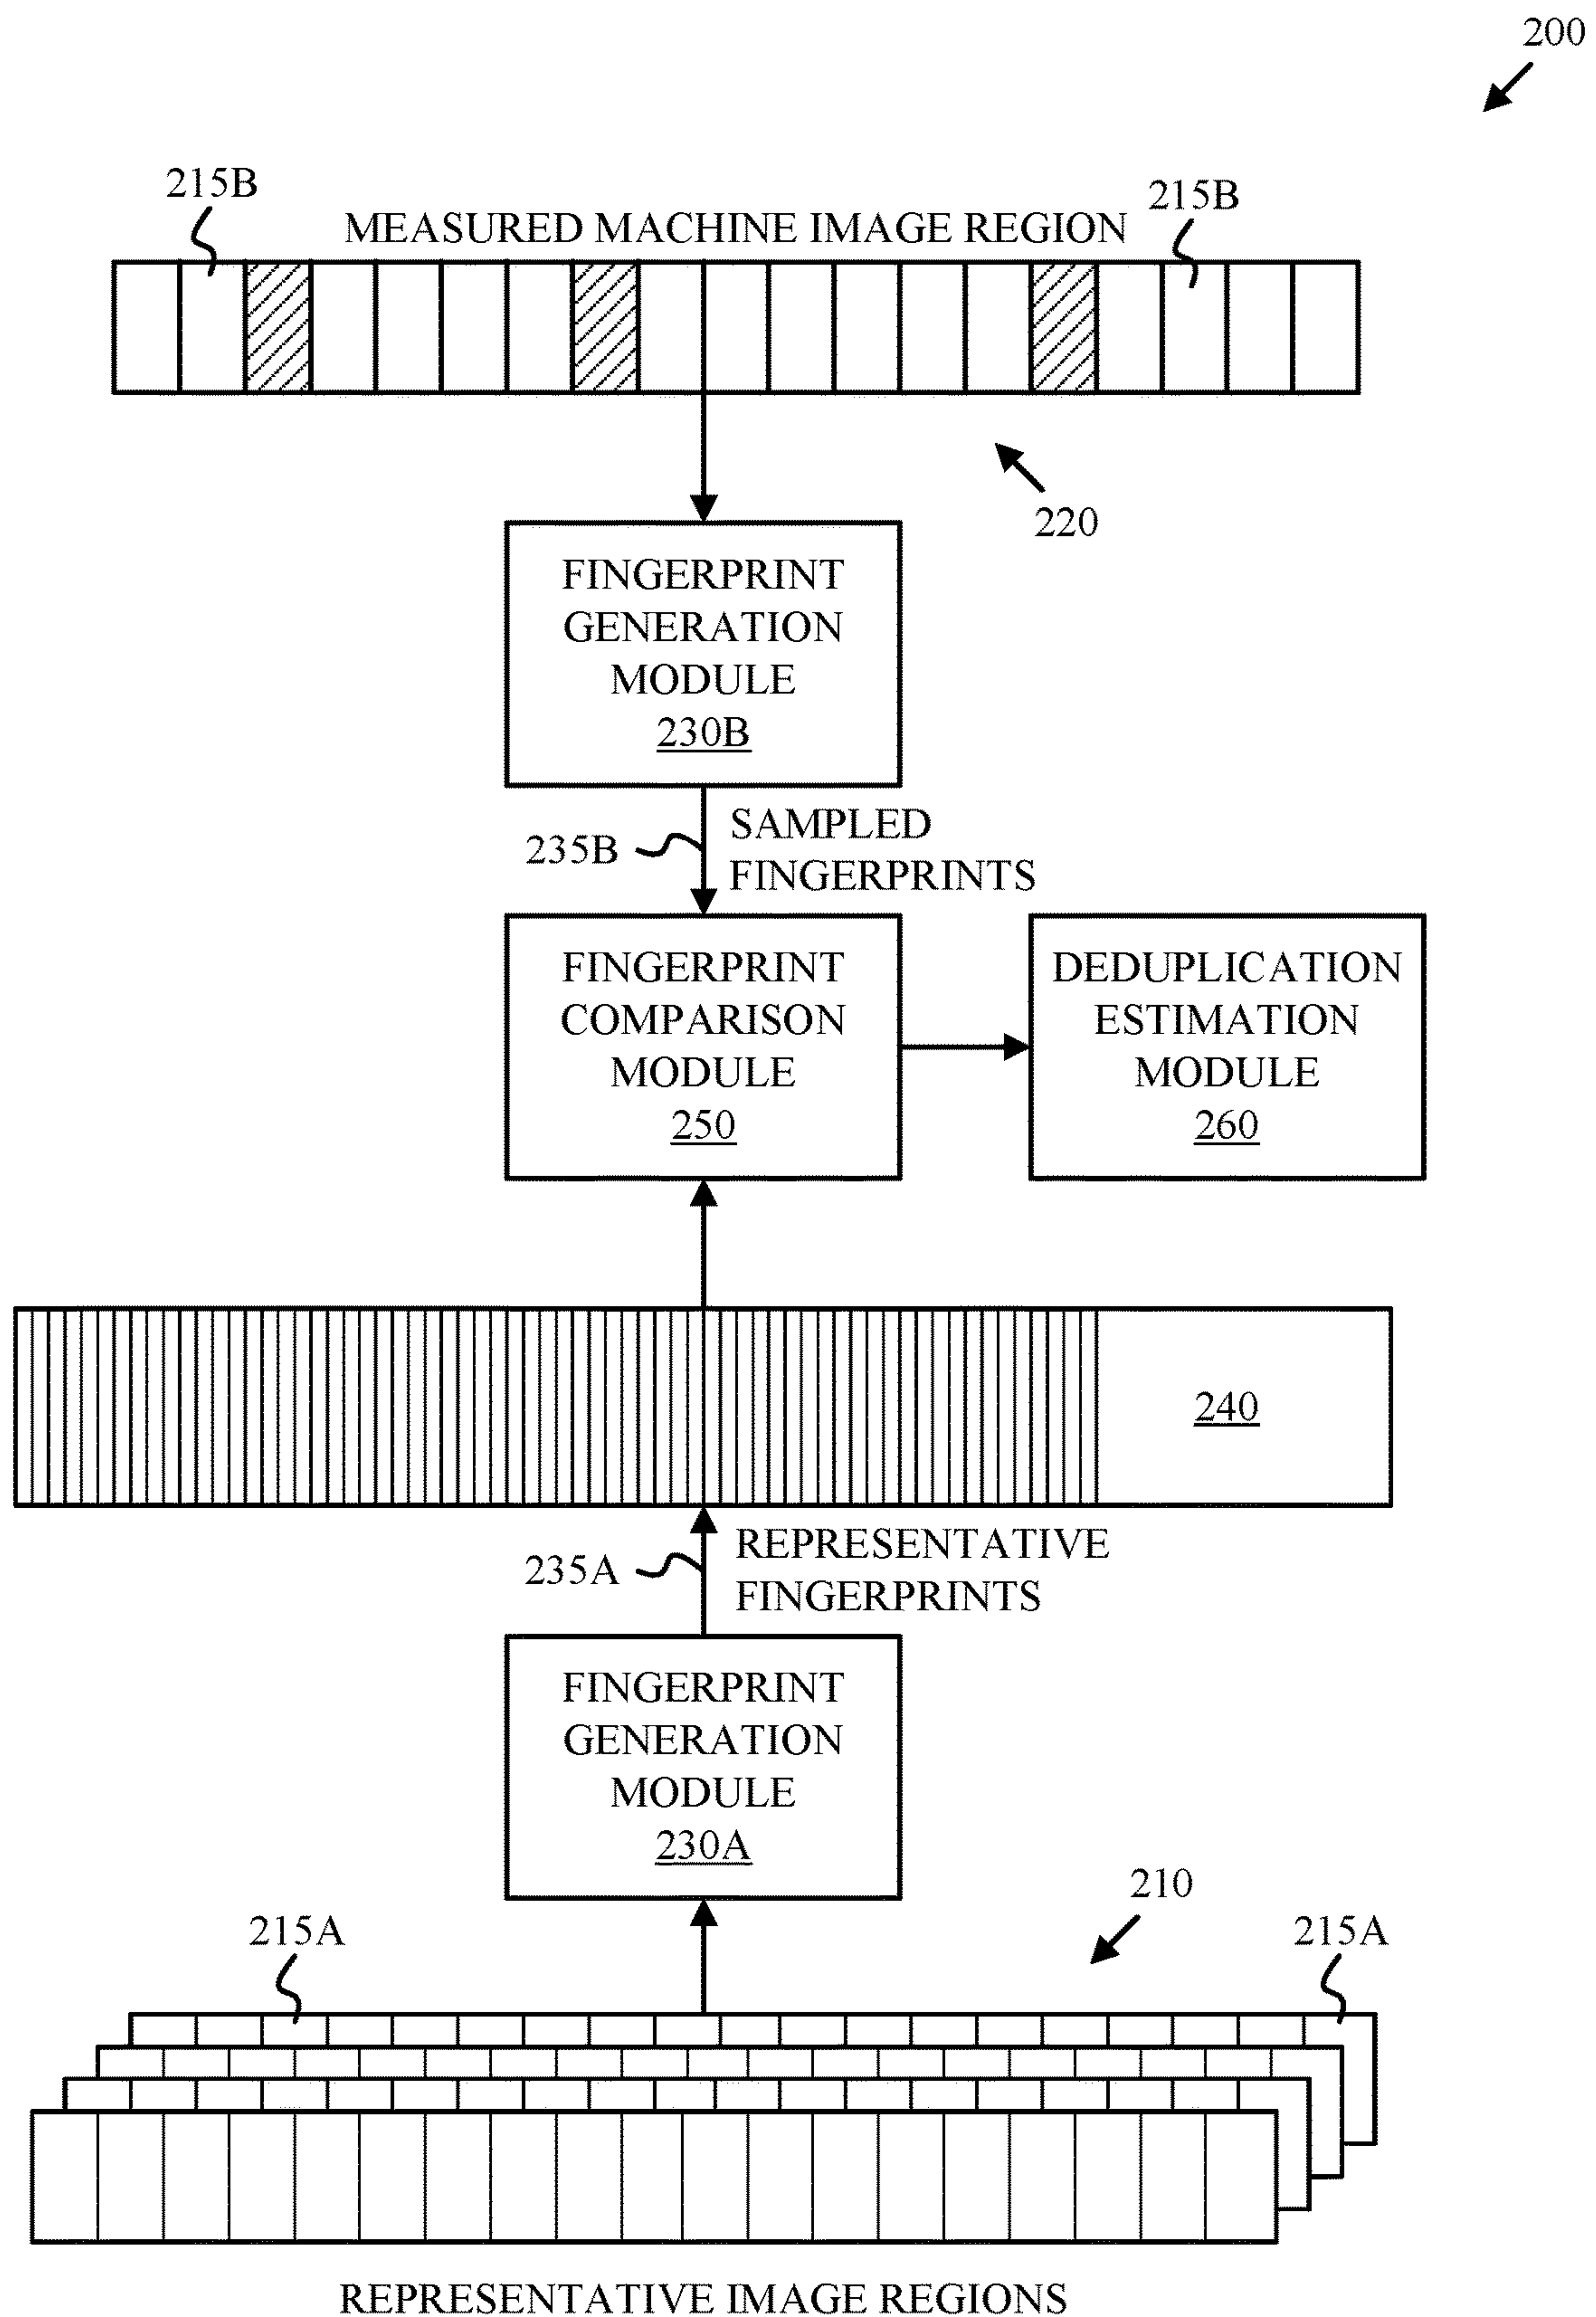 200
215B
215B
MEASURED MACHINE IMAGE REGION
220
FINGERPRINT
GENERATION
MODULE
230B
235B
SAMPLED
FINGERPRINTS
FINGERPRINT
COMPARISON
MODULE
250
DEDUPLICATION
ESTIMATION
MODULE
260
240
235A
REPRESENTATIVE
FINGERPRINTS
FINGERPRINT
GENERATION
MODULE
230A
210
215A
215A
REPRESENTATIVE IMAGE REGIONS